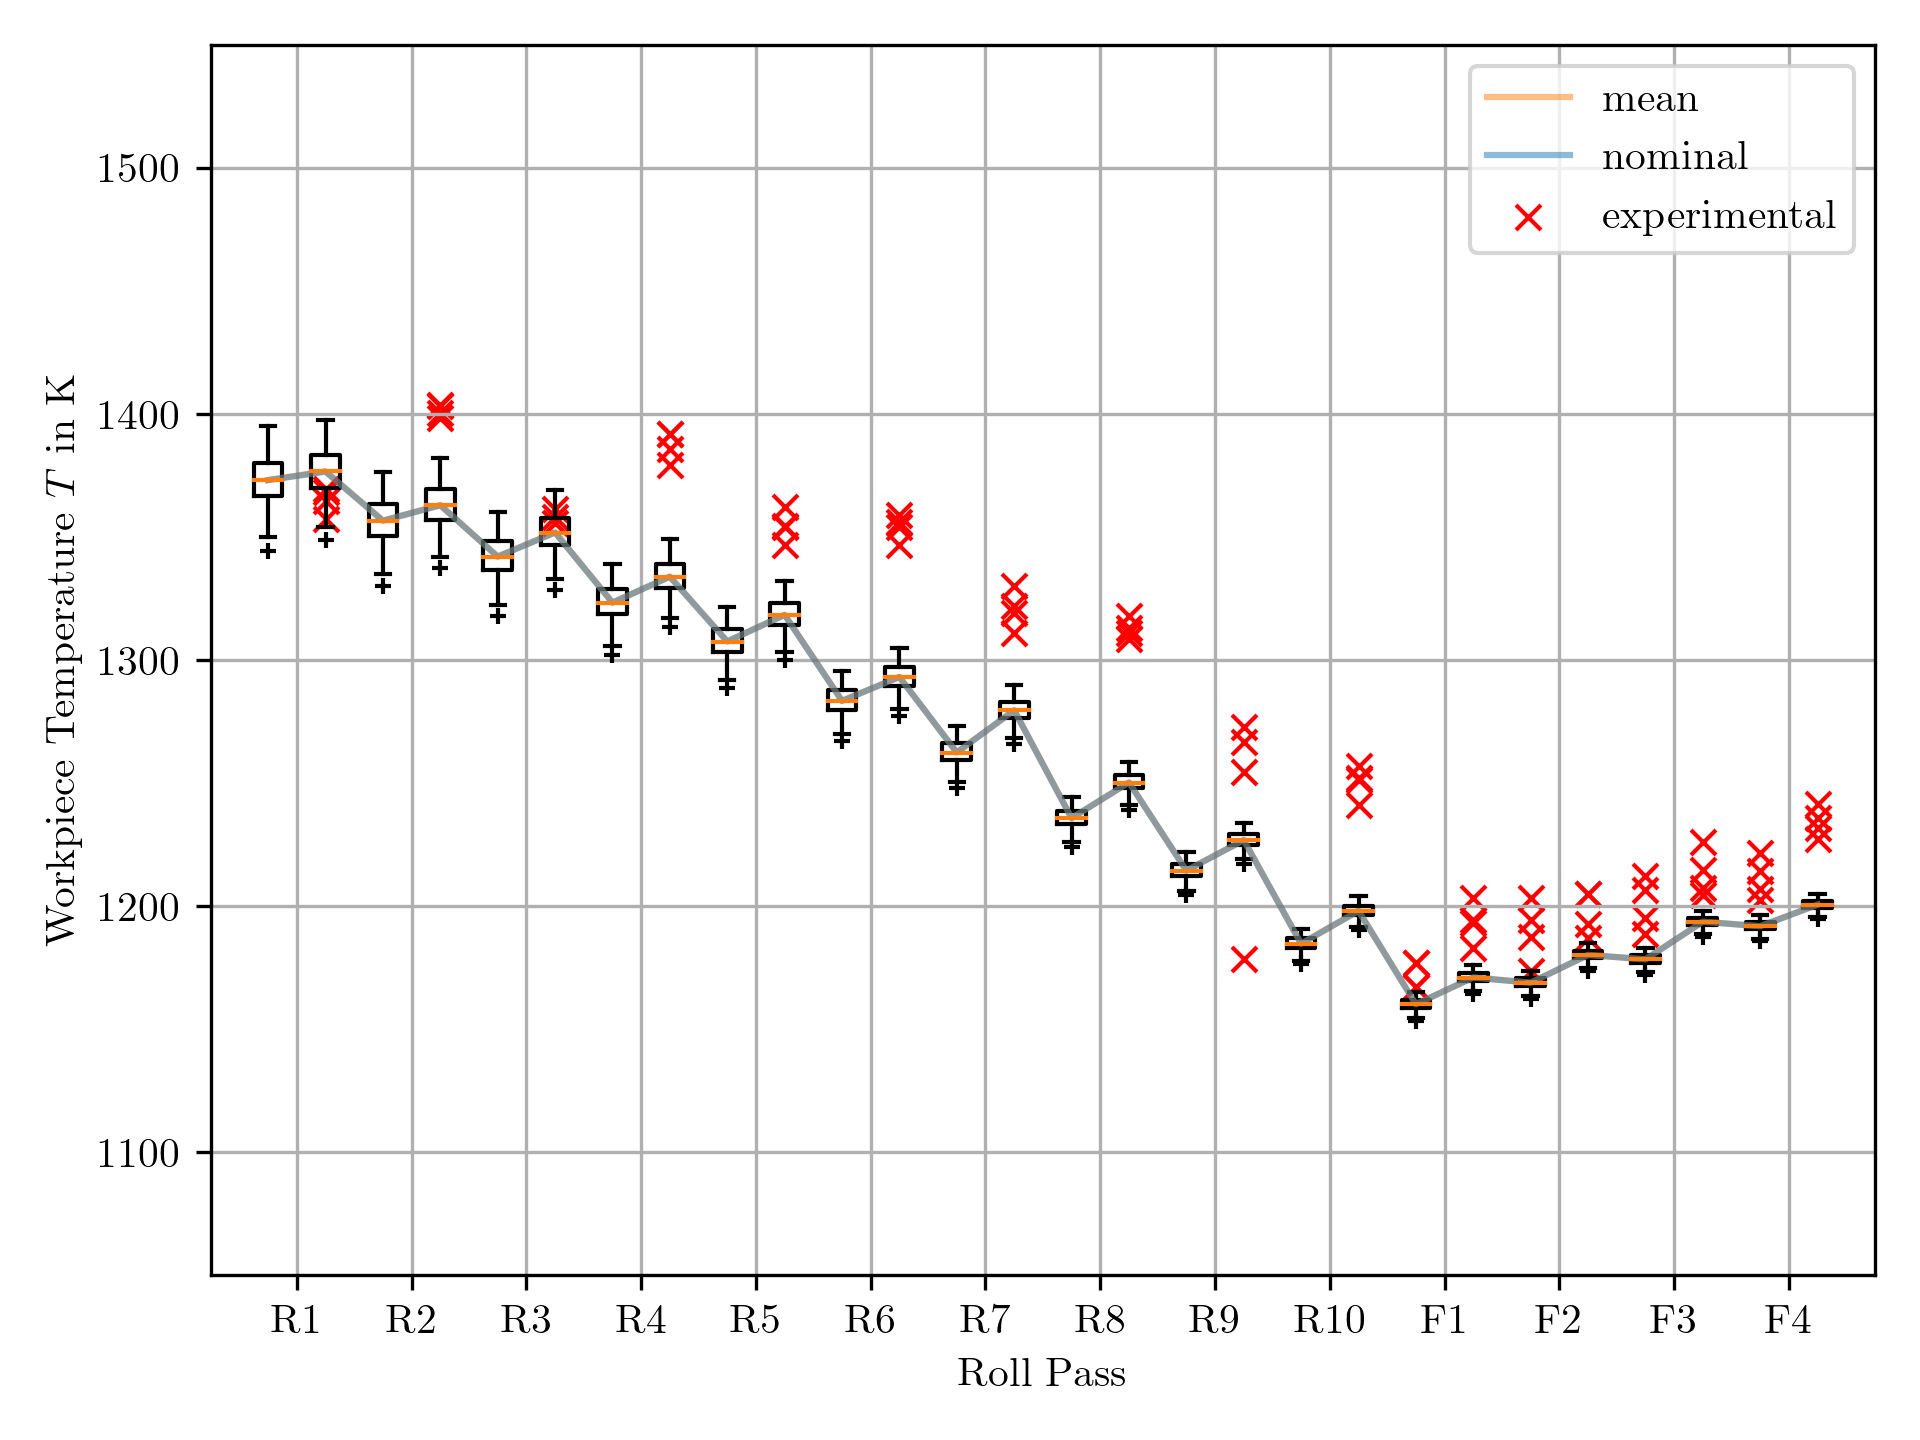 mean
nominal
experimental
1500
1400
1300
1200
1100
Workpiece Temperature T in K
R1 R2 R3 R4 R5 R6 R7 R8 R9 R10 F1 F2 F3 F4
Roll Pass